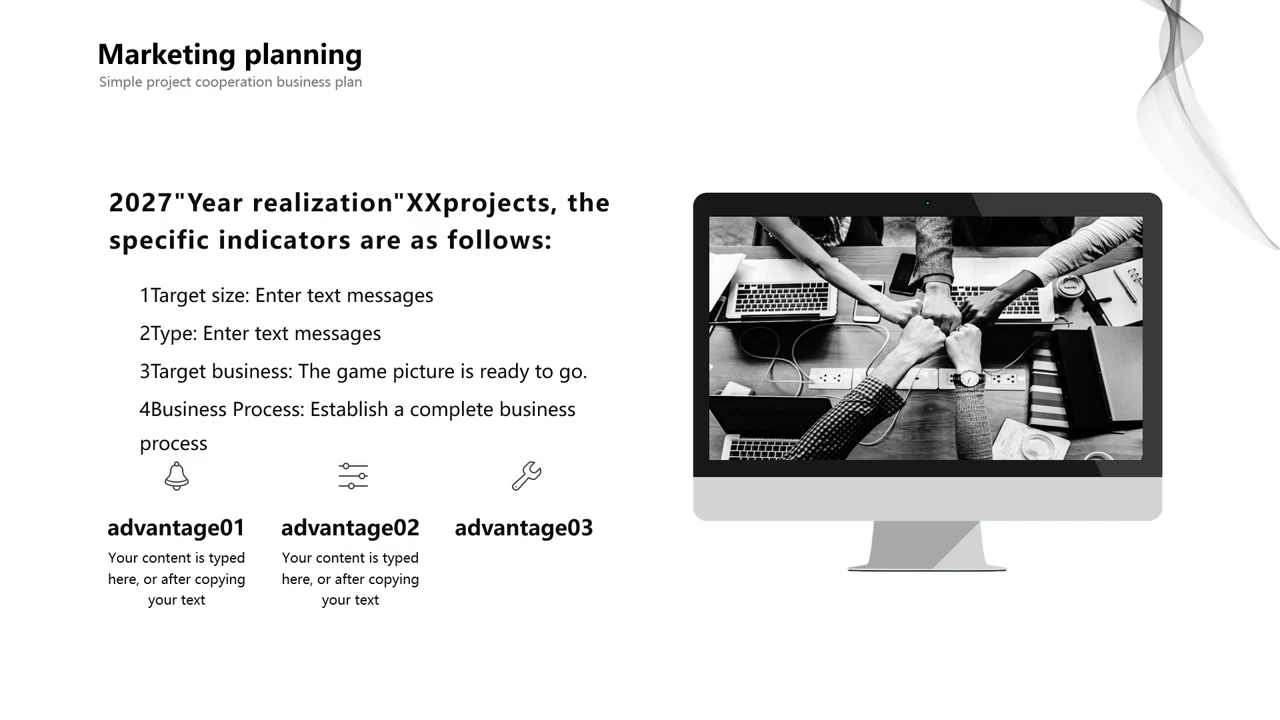 Marketing planning
Simple project cooperation business plan
2027"Year realization"XXprojects, the
specific indicators are as follows:
1Target size: Enter text messages
2Type: Enter text messages
3Target business: The game picture is ready to go.
4Business Process: Establish a complete business
process
advantage01
Your content is typed
here, or after copying
your text
advantage02
Your content is typed
here, or after copying
your text
advantage03